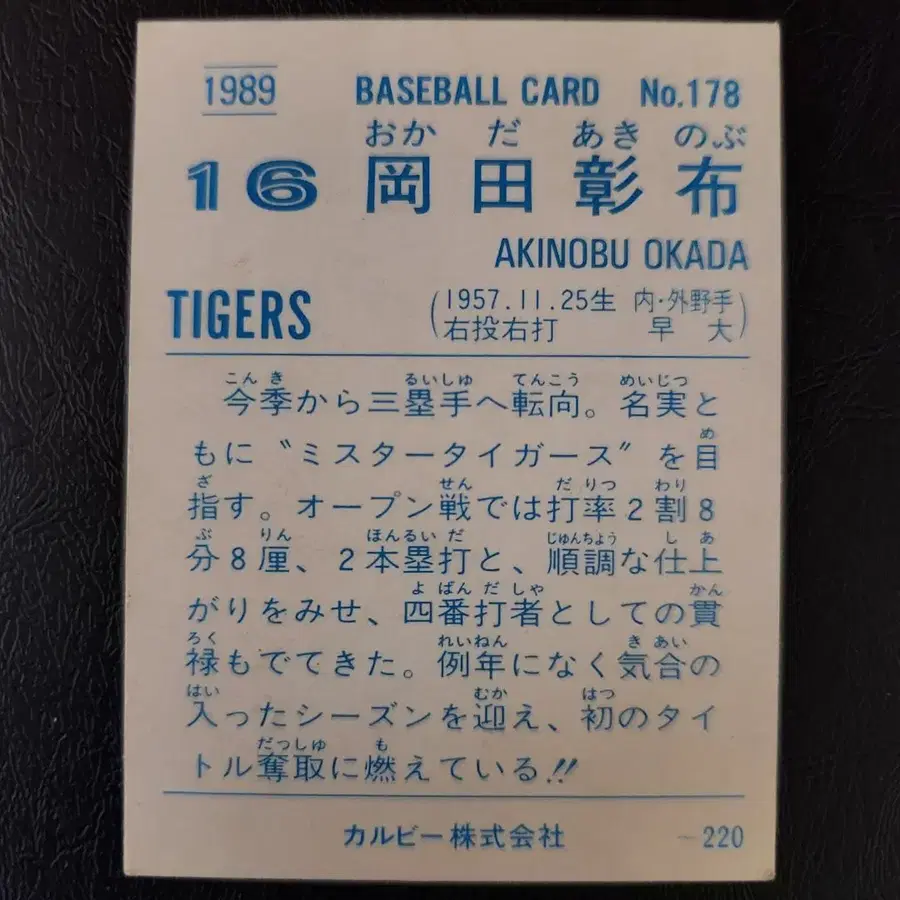 1989 BASEBALL CARD No.178
おか だ あき のぶ
16 岡田彰布
AKINOBU OKADA
TIGERS (1957.11.25生 内・外野手
右投右打 早大)
こんき るいしゅ てんこう めいじつ
今季から三塁手へ転向。名実と
め
もに〝ミスタータイガース〟を目
ざ せん だりつ わり
指す。オープン戦では打率2割8
ぶ りん ほんるいだ じゅんちょう しあ
分8厘、2本塁打と、順調な仕上
よばんだしゃ かん
がりをみせ、四番打者としての貫
ろく れいねん きあい
禄もでてきた。例年になく気合の
はい むか はつ
入ったシーズンを迎え、初のタイ
だっしゅ も
トル奪取に燃えている!!
カルビー株式会社 －220